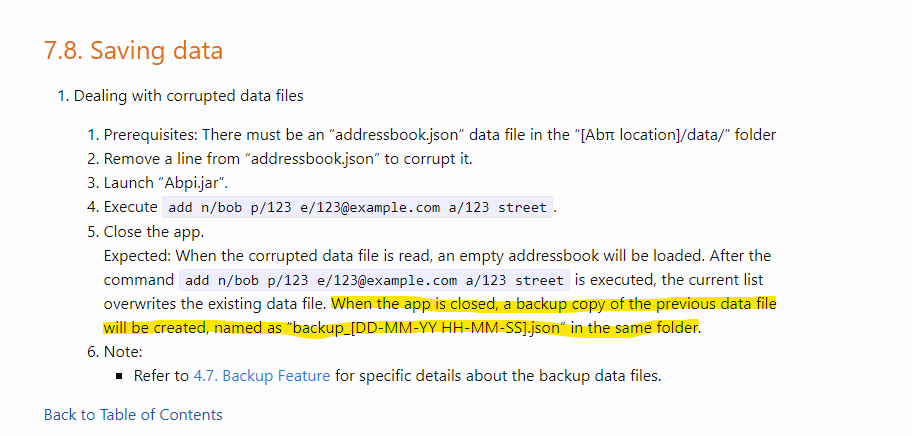 7.8. Saving data
1. Dealing with corrupted data files
1. Prerequisites: There must be an “addressbook.json” data file in the “[Abπ location]/data/” folder
2. Remove a line from “addressbook.json” to corrupt it.
3. Launch “Abpi.jar”.
4. Execute add n/bob p/123 e/123@example.com a/123 street.
5. Close the app.
Expected: When the corrupted data file is read, an empty addressbook will be loaded. After the
command add n/bob p/123 e/123@example.com a/123 street is executed, the current list
overwrites the existing data file. When the app is closed, a backup copy of the previous data file
will be created, named as “backup_[DD-MM-YY HH-MM-SS].json” in the same folder.
6. Note:
■ Refer to 4.7. Backup Feature for specific details about the backup data files.
Back to Table of Contents